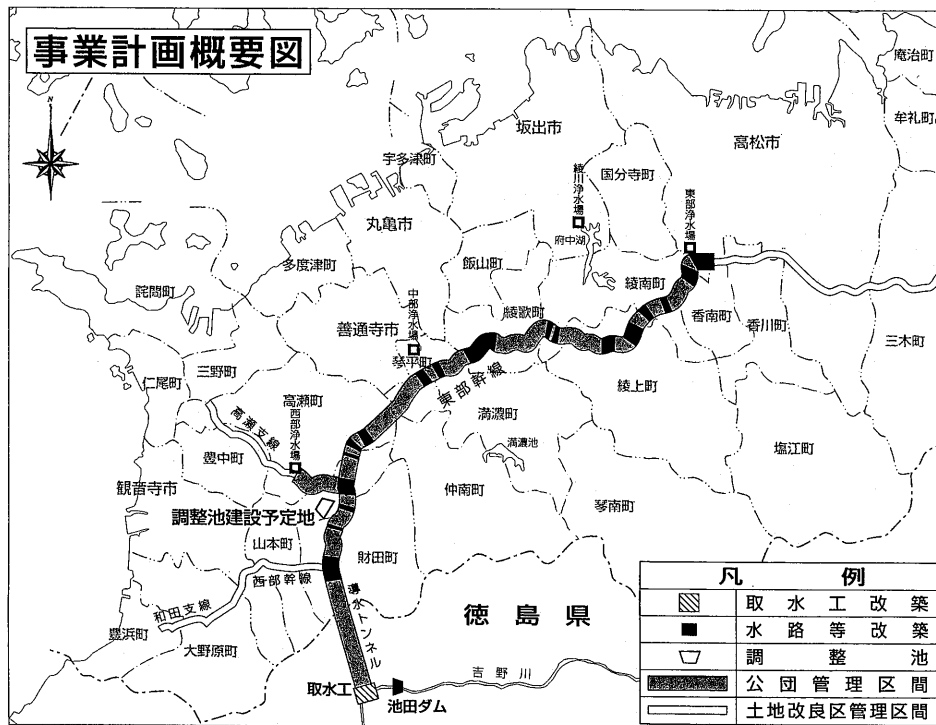 事業計画概要図
N
庵治町
牟礼町
坂出市
高松市
宇多津町
綾川浄水場
国分寺町
東部浄水場
丸亀市
府中湖
多度津町
飯山町
綾南町
詫間町
中部浄水場
綾歌町
香南町
香川町
善通寺市
三木町
琴平町
三野町
仁尾町
東部幹線
綾上町
高瀬町
満濃町
高瀬支線
西部浄水場
満濃池
塩江町
豊中町
観音寺市
仲南町
琴南町
調整池建設予定地
山本町
財田町
西部幹線
導水トンネル
和田支線
徳島県
豊浜町
大野原町
吉野川
取水工
池田ダム
凡例
取水工改築
水路等改築
調整池
公団管理区間
土地改良区管理区間